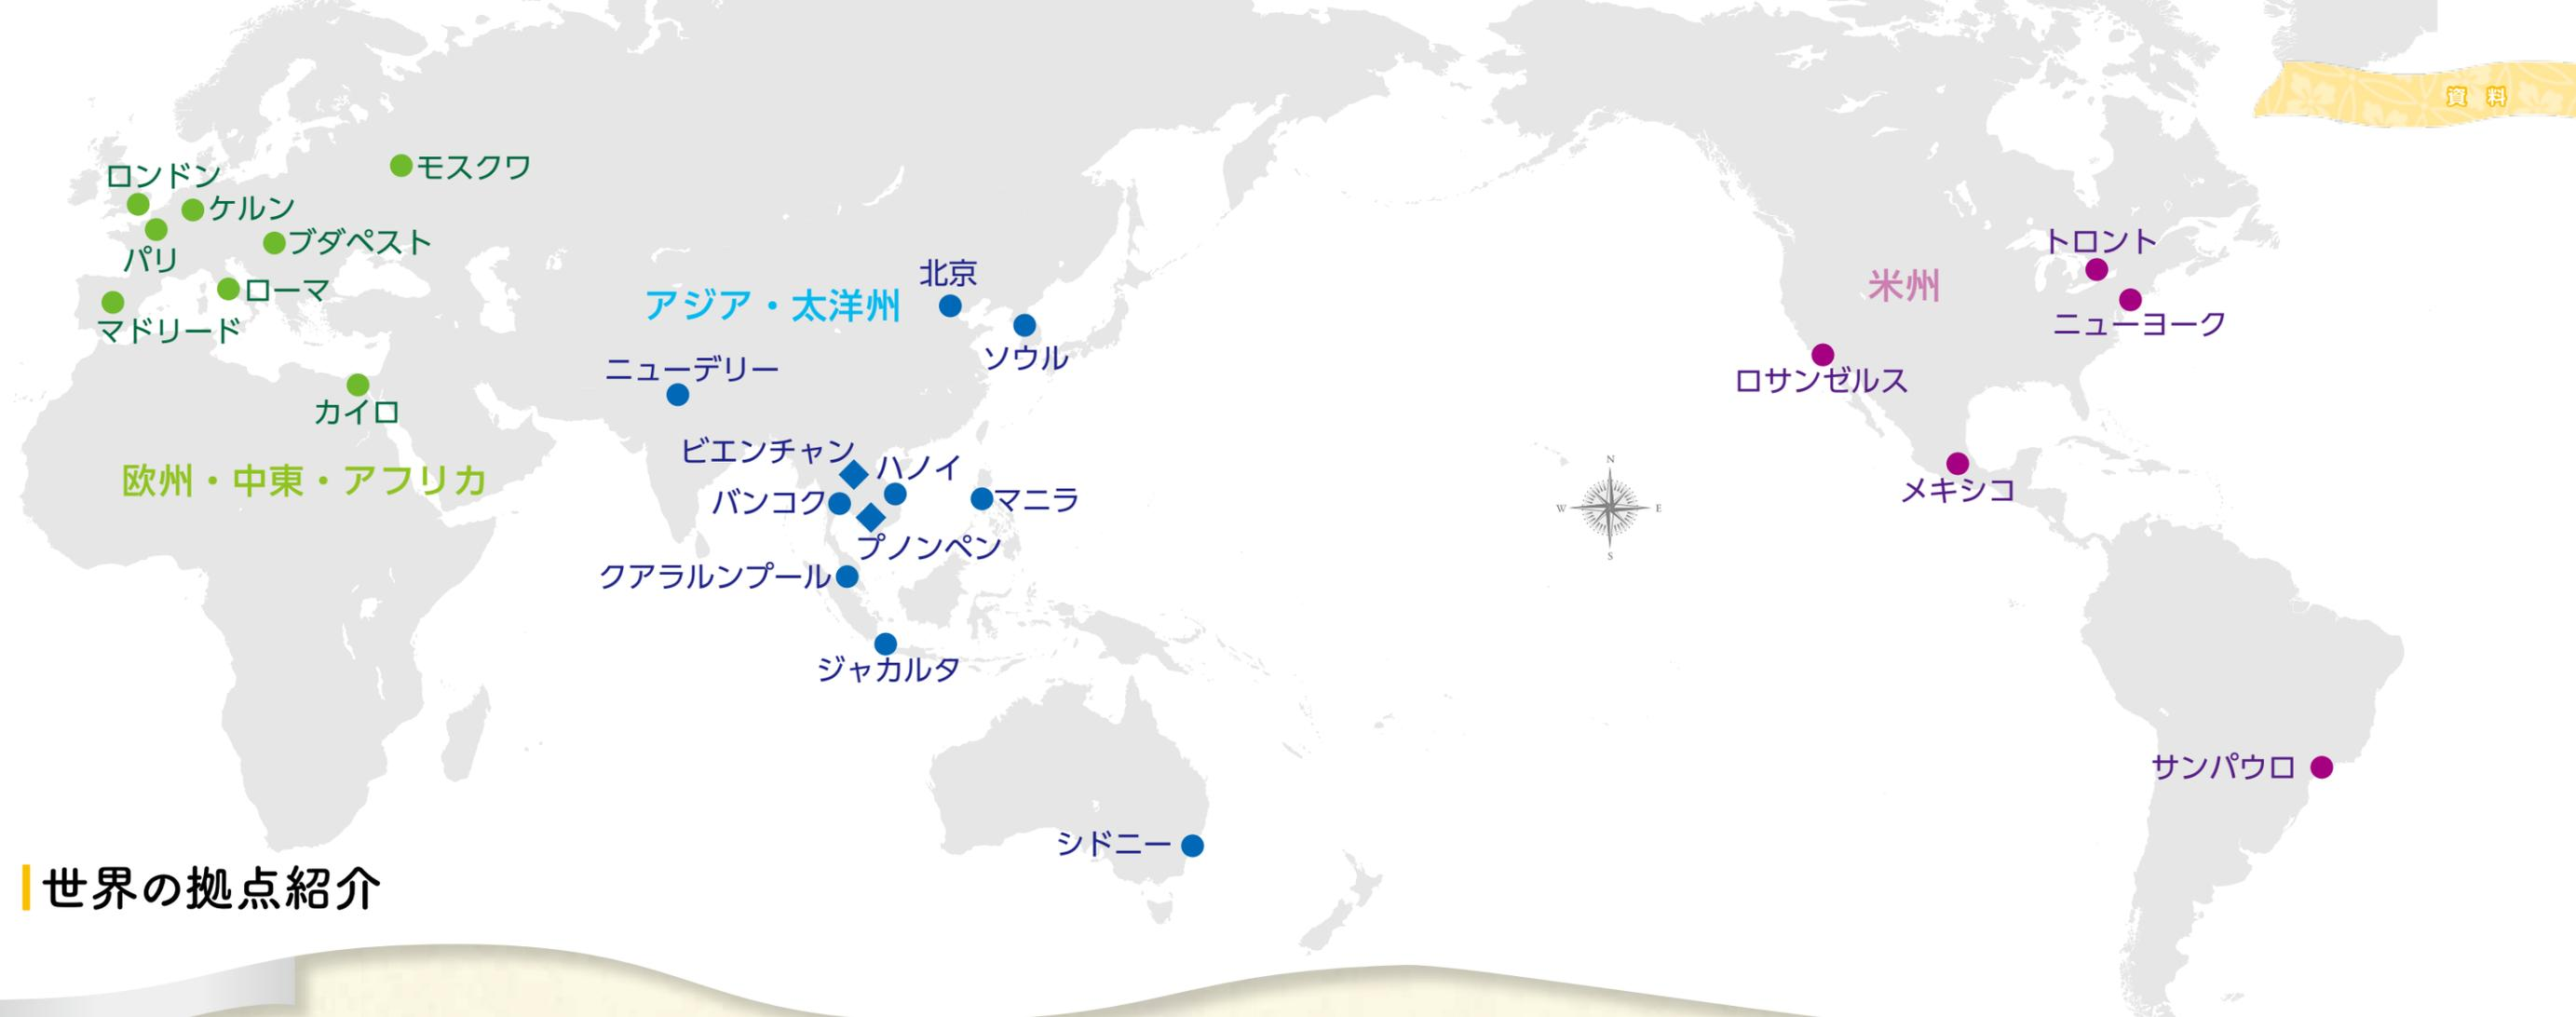 資 料
ロンドン
モスクワ
ケルン
パリ
ブダペスト
ローマ
マドリード
カイロ
欧州・中東・アフリカ
アジア・太洋州
北京
ソウル
ニューデリー
ビエンチャン
ハノイ
バンコク
マニラ
プノンペン
クアラルンプール
ジャカルタ
シドニー
N
W
E
S
米州
トロント
ニューヨーク
ロサンゼルス
メキシコ
サンパウロ
世界の拠点紹介